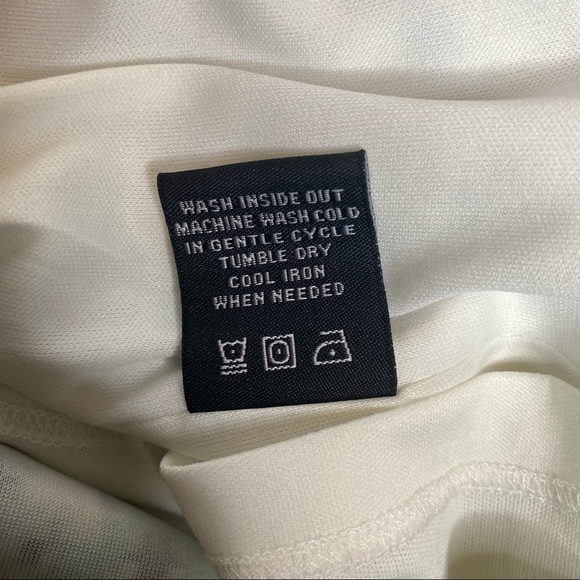 WASH INSIDE OUT
MACHINE WASH COLD
IN GENTLE CYCLE
TUMBLE DRY
COOL IRON
WHEN NEEDED